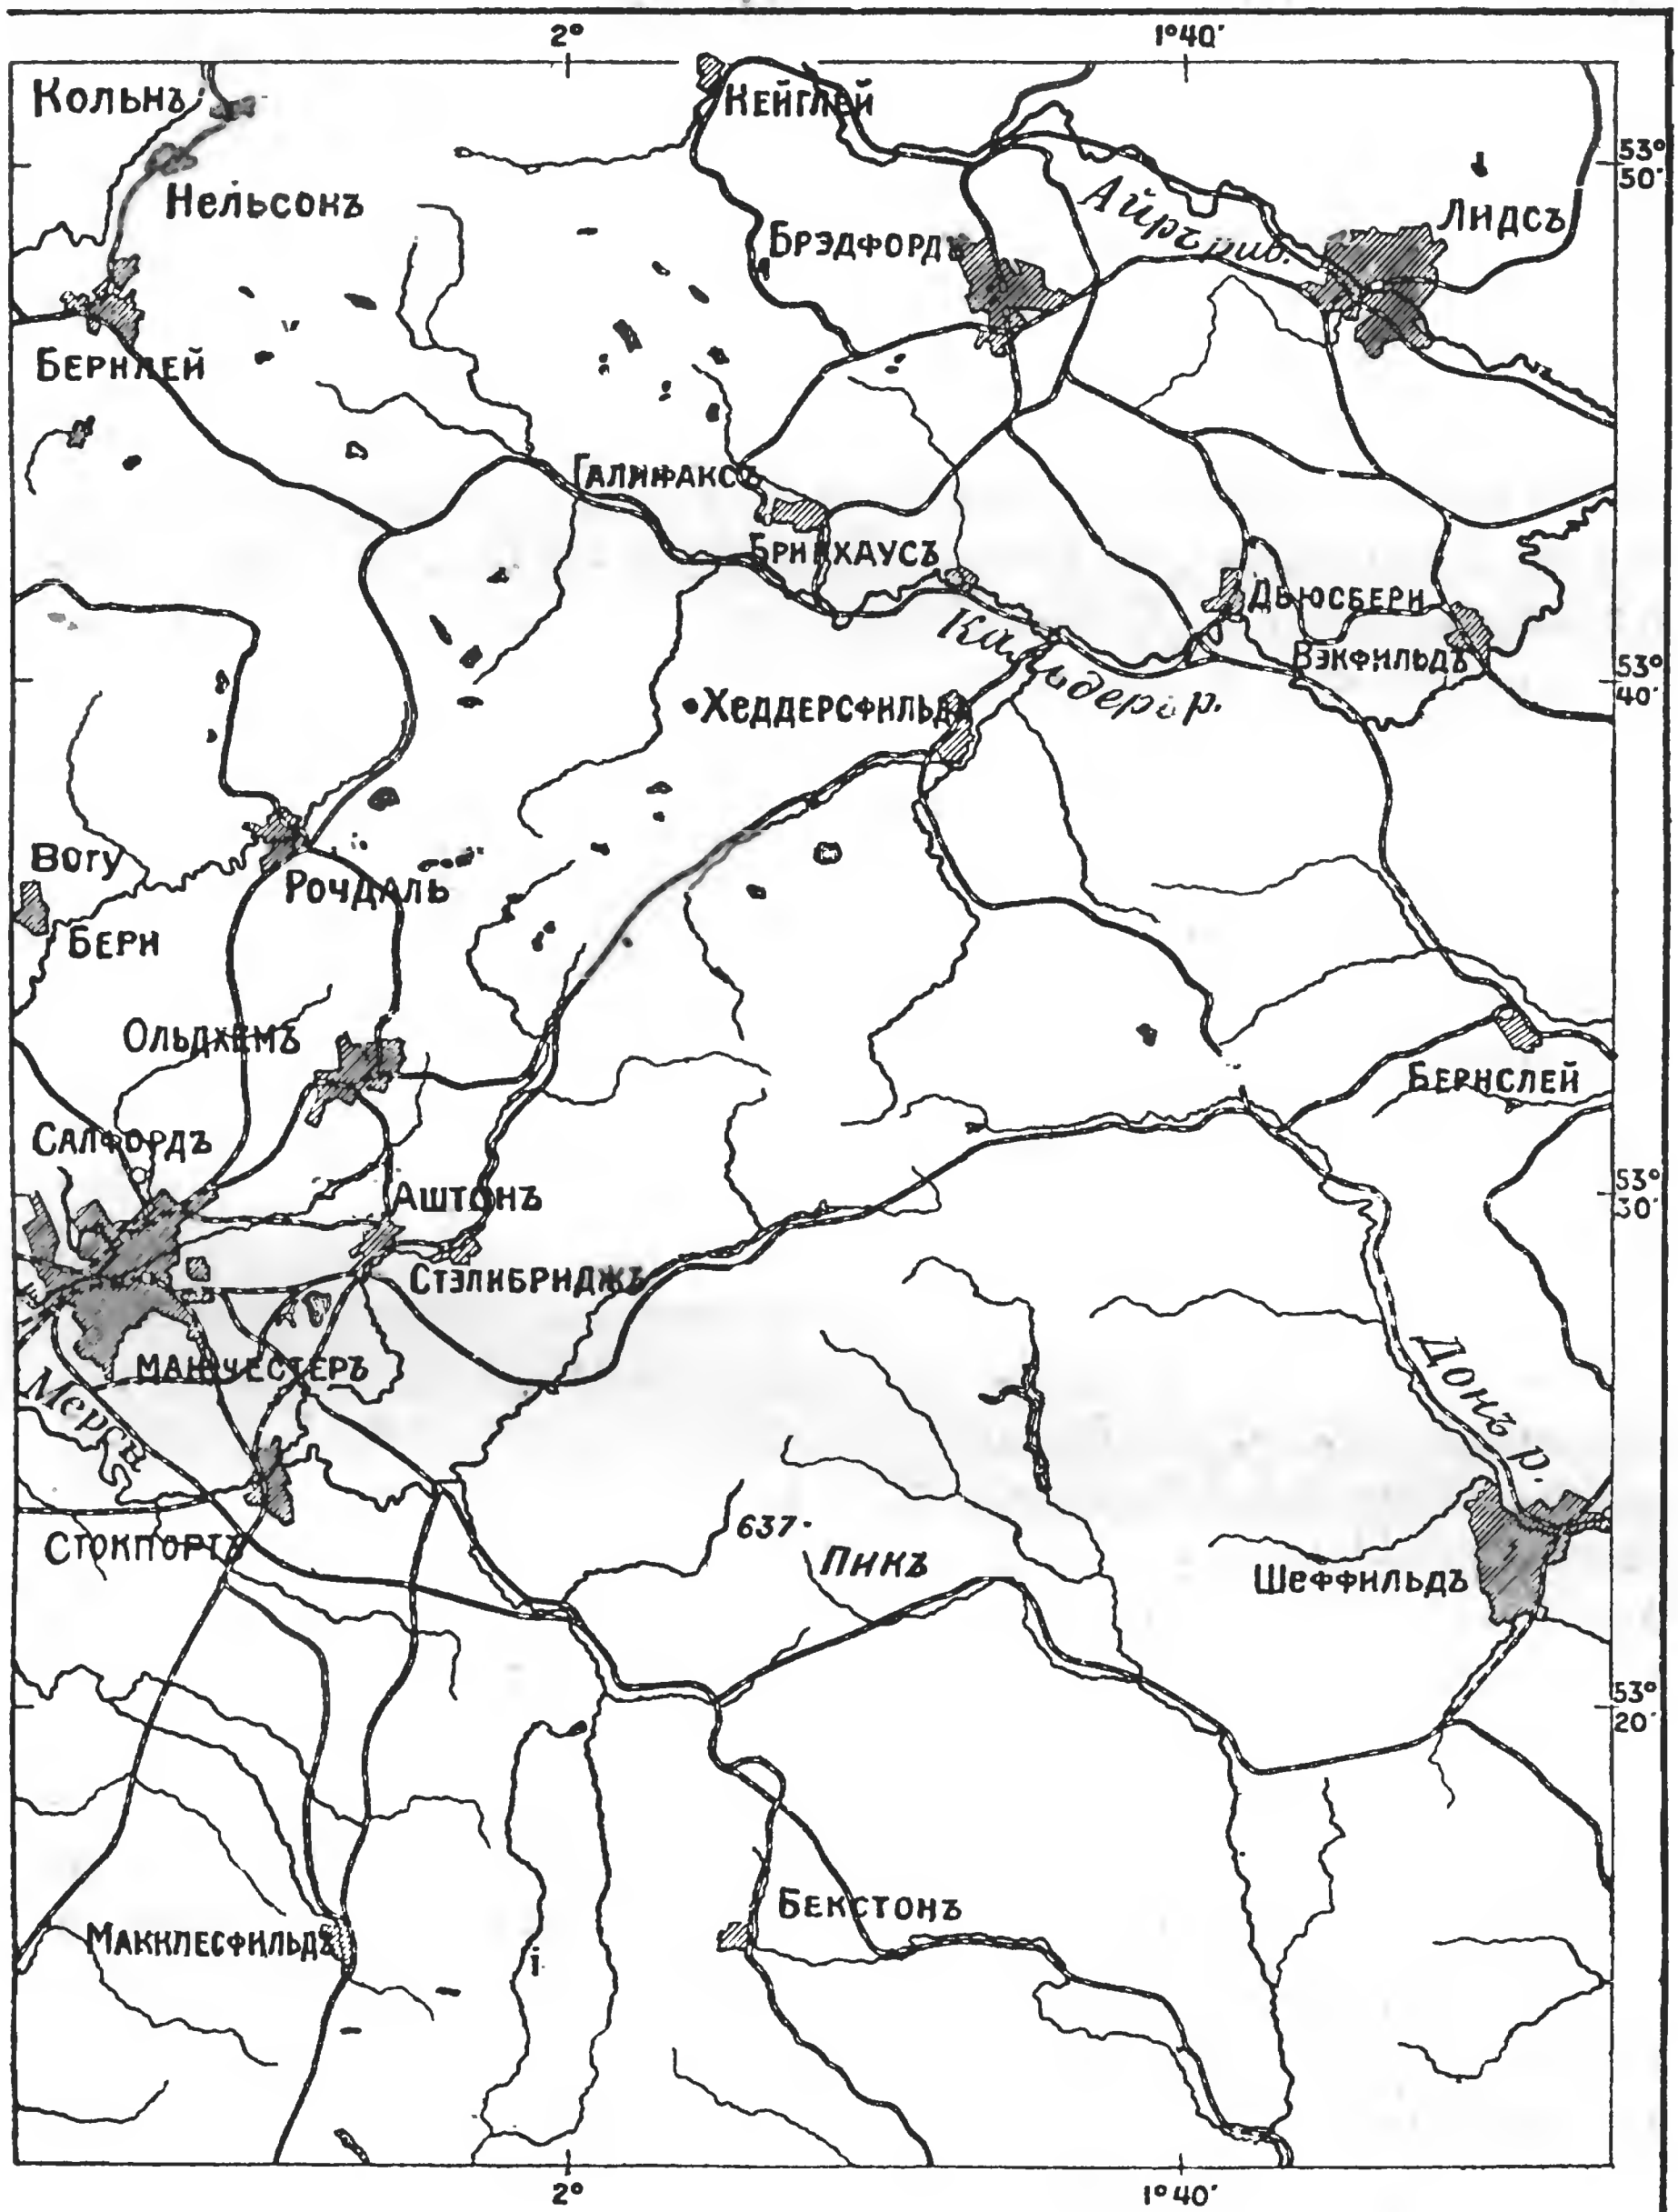 2°
1°40'
Кольнъ
Кейглей
53°
50'
Нельсонъ
Айръ рив.
Лидсъ
Брэдфордъ
Бернлей
Галифаксъ
Бригхаусъ
Дьюсбери
Кальдеръ р.
Вэкфильдъ
53°
40'
Хеддерсфильдъ
Вогу
Рочдаль
Бери
Ольдхемъ
Бернслей
Салфордъ
Аштонъ
53°
30'
Стэлибриджъ
Манчестеръ
Донъ р.
Стокпортъ
637
Пикъ
Шеффильдъ
53°
20'
Бекстонъ
Макклесфильдъ
2°
1°40'